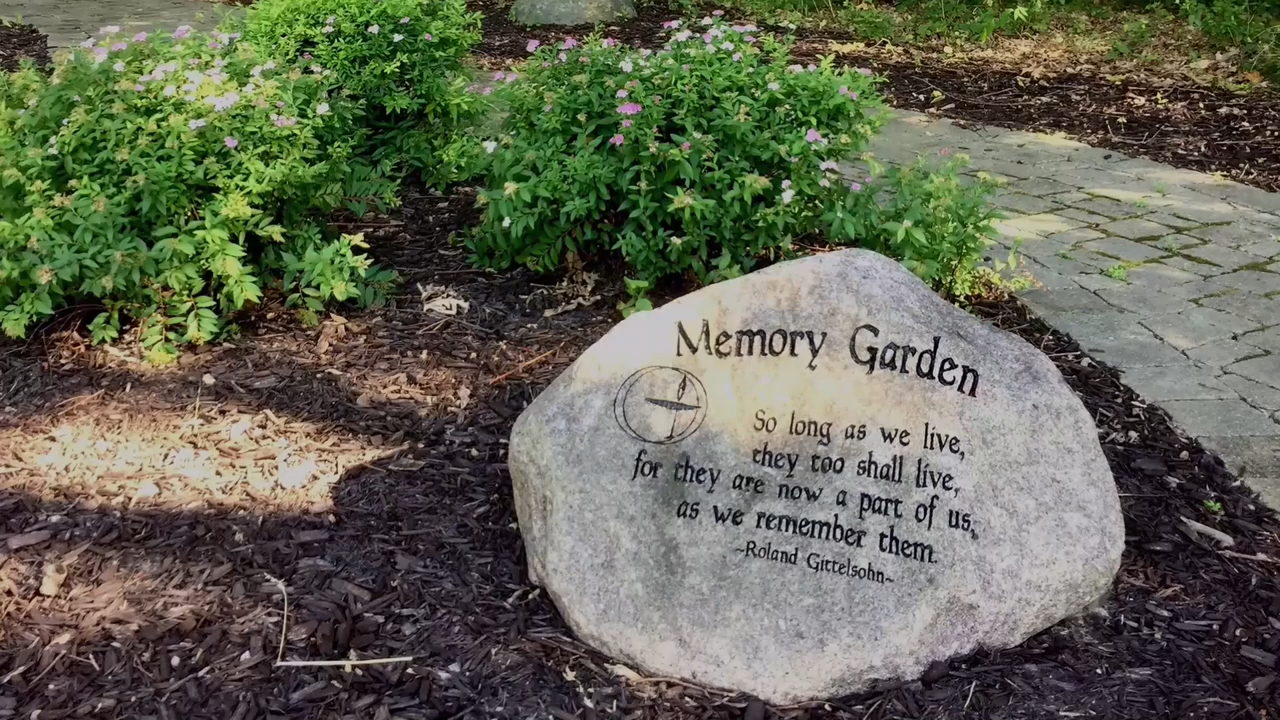 Memory Garden
So long as we live,
they too shall live,
for they are now a part of us,
as we remember them.
~Roland Gittelsohn~